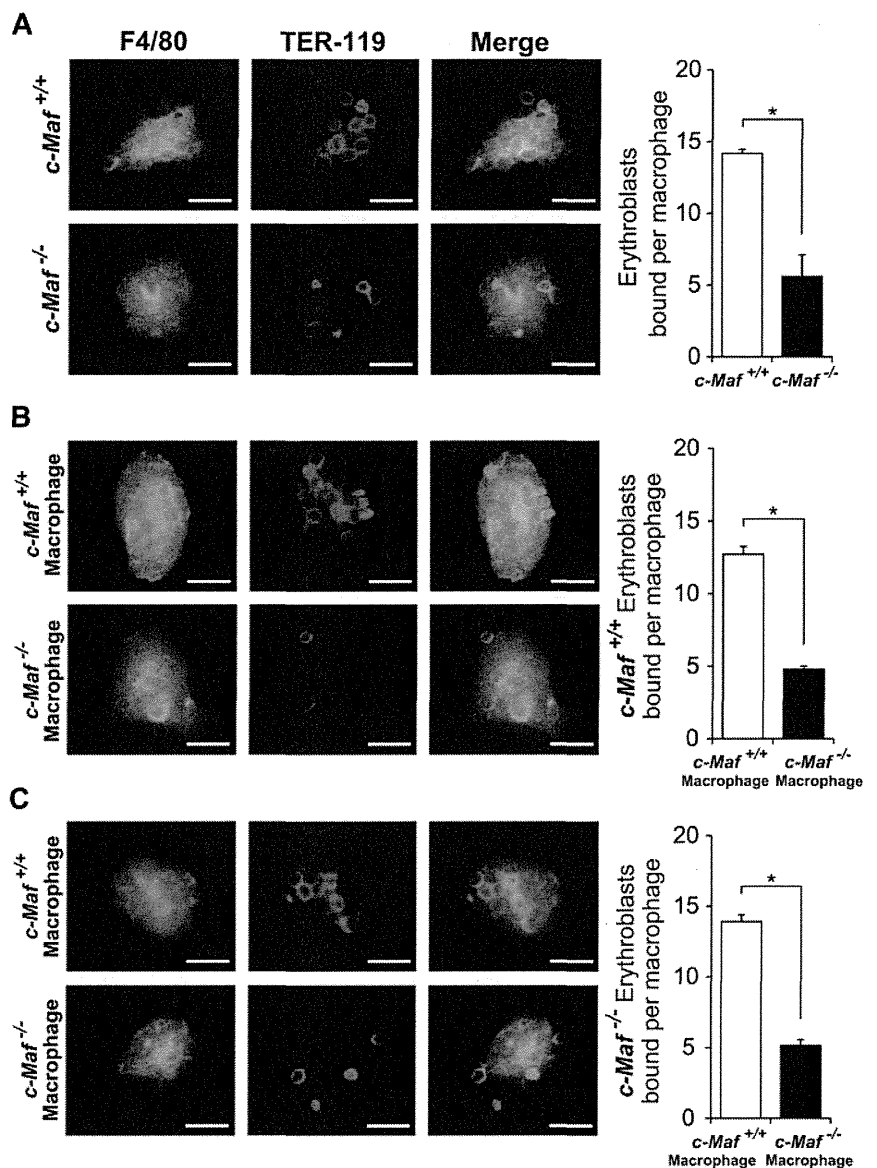 A
F4/80
TER-119
Merge
c-Maf +/+
c-Maf -/-
Erythroblasts
bound per macrophage
20
15
10
5
0
*
c-Maf +/+ c-Maf -/-
B
c-Maf +/+
Macrophage
c-Maf -/-
Macrophage
c-Maf +/+ Erythroblasts
bound per macrophage
20
15
10
5
0
*
c-Maf +/+ c-Maf -/-
Macrophage Macrophage
C
c-Maf +/+
Macrophage
c-Maf -/-
Macrophage
c-Maf -/- Erythroblasts
bound per macrophage
20
15
10
5
0
*
c-Maf +/+ c-Maf -/-
Macrophage Macrophage